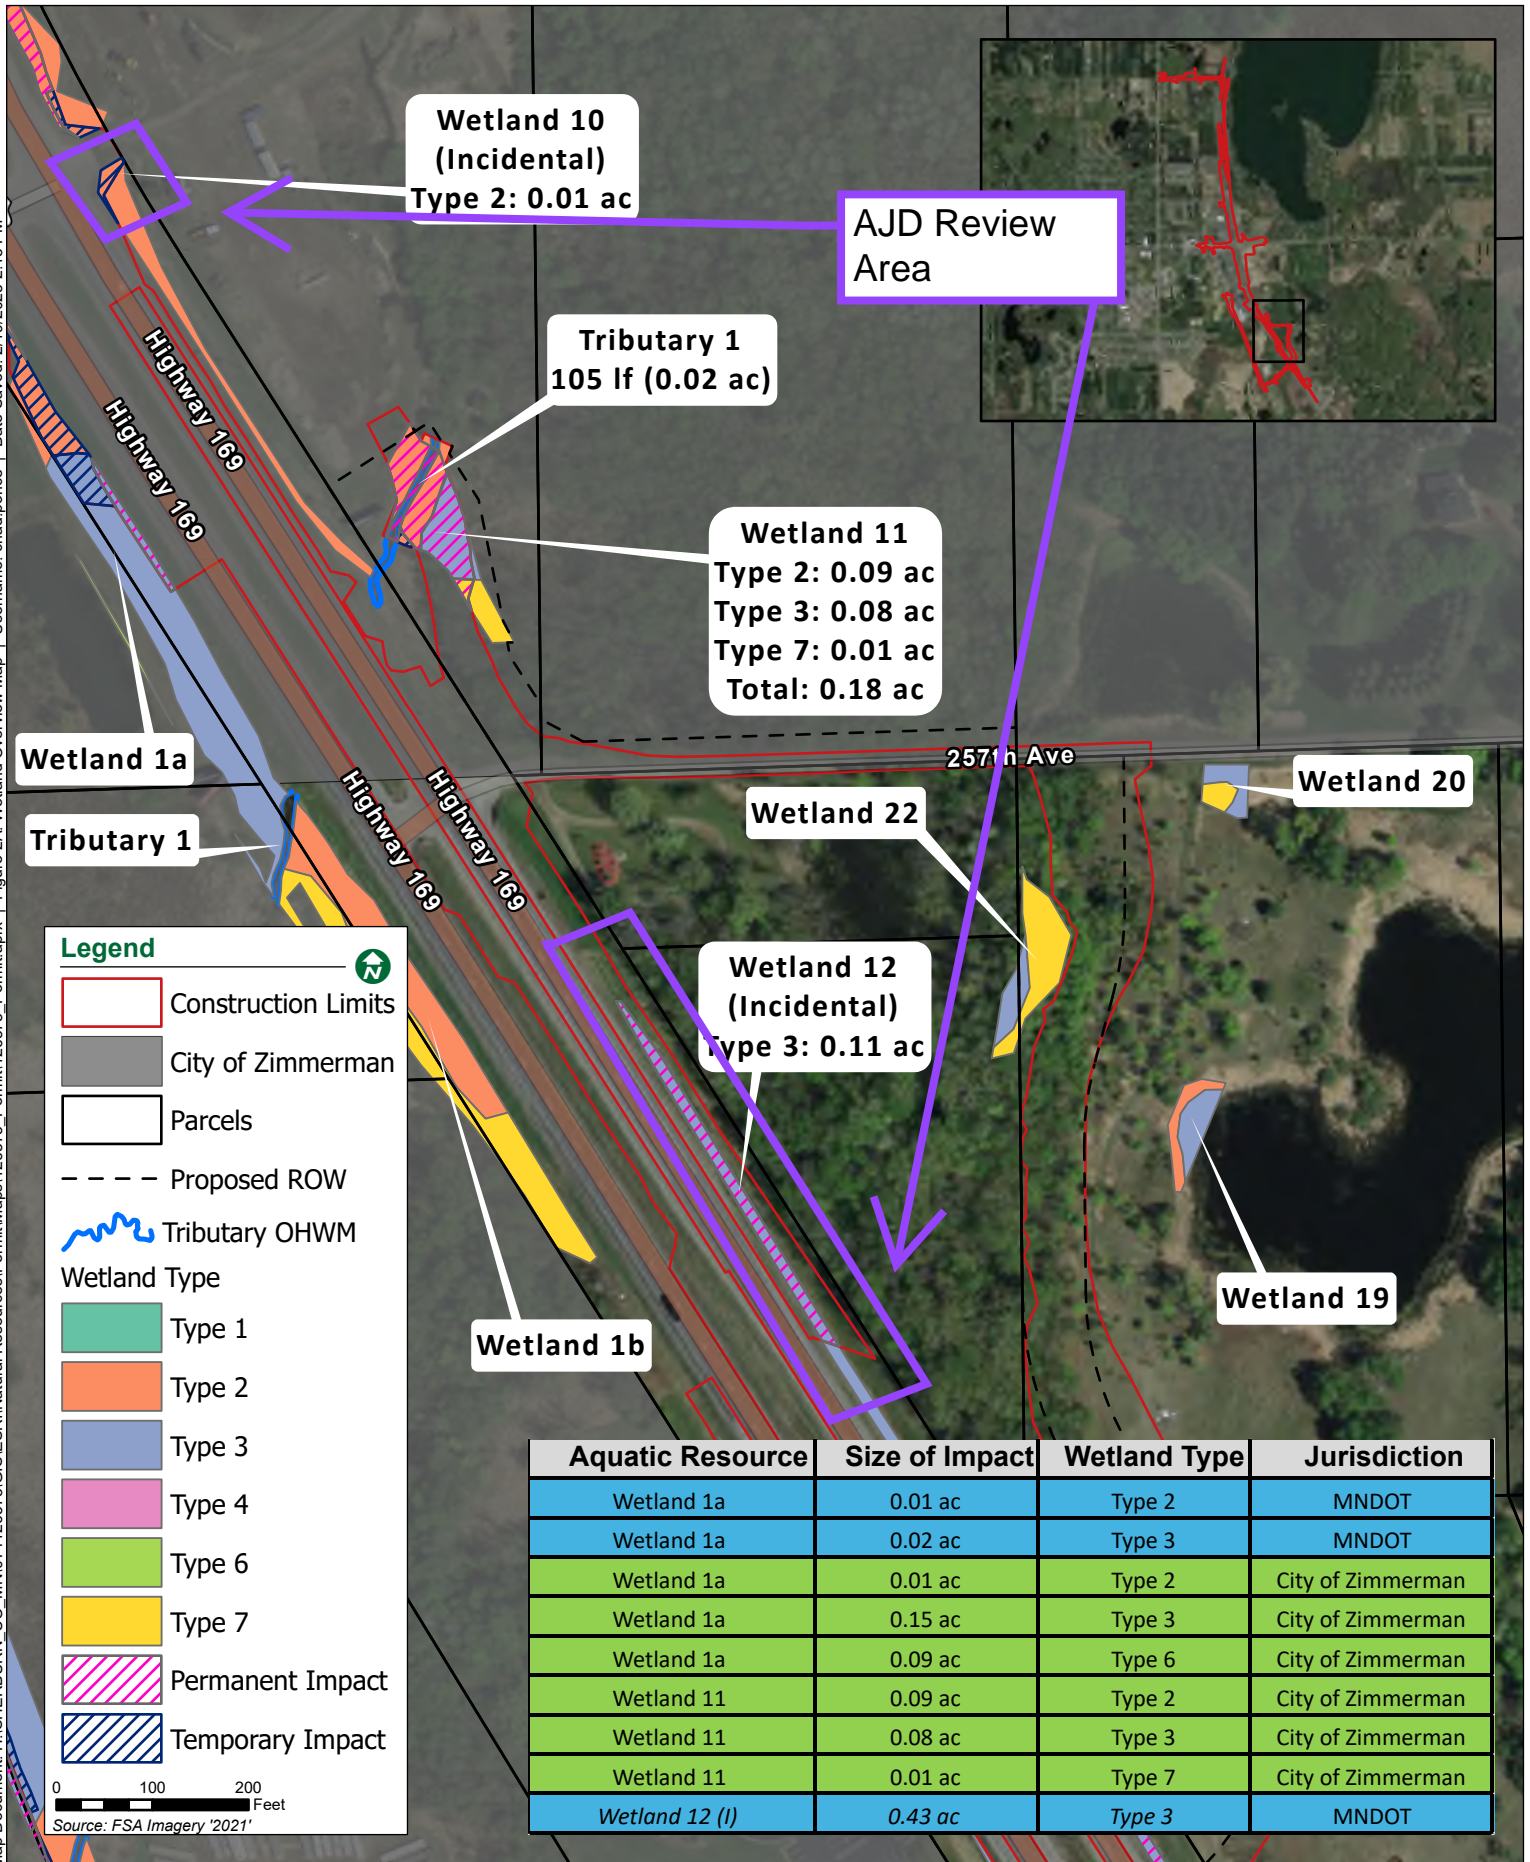 Wetland 10
(Incidental)
Type 2: 0.01 ac
AJD Review
Area
Tributary 1
105 lf (0.02 ac)
Highway 169
Highway 169
Wetland 11
Type 2: 0.09 ac
Type 3: 0.08 ac
Type 7: 0.01 ac
Total: 0.18 ac
Wetland 1a
257th Ave
Wetland 20
Wetland 22
Tributary 1
Highway 169
Highway 169
Wetland 12
(Incidental)
Type 3: 0.11 ac
Wetland 19
Wetland 1b
Legend
N
Construction Limits
City of Zimmerman
Parcels
Proposed ROW
Tributary OHWM
Wetland Type
Type 1
Type 2
Type 3
Type 4
Type 6
Type 7
Permanent Impact
Temporary Impact
0 100 200
Feet
Source: FSA Imagery '2021'
Aquatic Resource Size of Impact Wetland Type Jurisdiction
Wetland 1a 0.01 ac Type 2 MNDOT
Wetland 1a 0.02 ac Type 3 MNDOT
Wetland 1a 0.01 ac Type 2 City of Zimmerman
Wetland 1a 0.15 ac Type 3 City of Zimmerman
Wetland 1a 0.09 ac Type 6 City of Zimmerman
Wetland 11 0.09 ac Type 2 City of Zimmerman
Wetland 11 0.08 ac Type 3 City of Zimmerman
Wetland 11 0.01 ac Type 7 City of Zimmerman
Wetland 12 (I) 0.43 ac Type 3 MNDOT